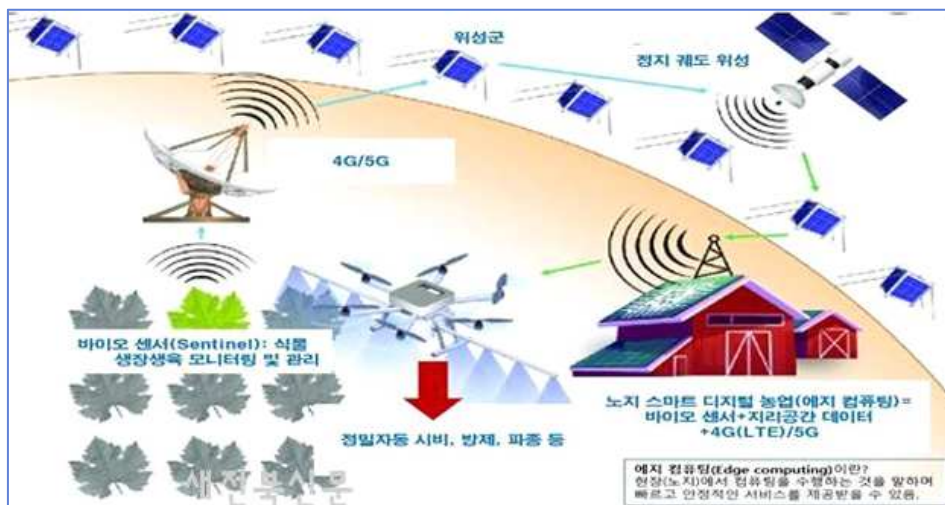 위성군
정지 궤도 위성
4G/5G
바이오 센서(Sentinel): 식물
생장생육 모니터링 및 관리
정밀자동 시비, 방제, 파종 등
노지 스마트 디지털 농업(에지 컴퓨팅)=
바이오 센서+지리공간 데이터
+4G(LTE)/5G
에지 컴퓨팅(Edge computing)이란?
현장(노지)에서 컴퓨팅을 수행하는 것을 말하며
빠르고 안정적인 서비스를 제공받을 수 있음.
새전북신문